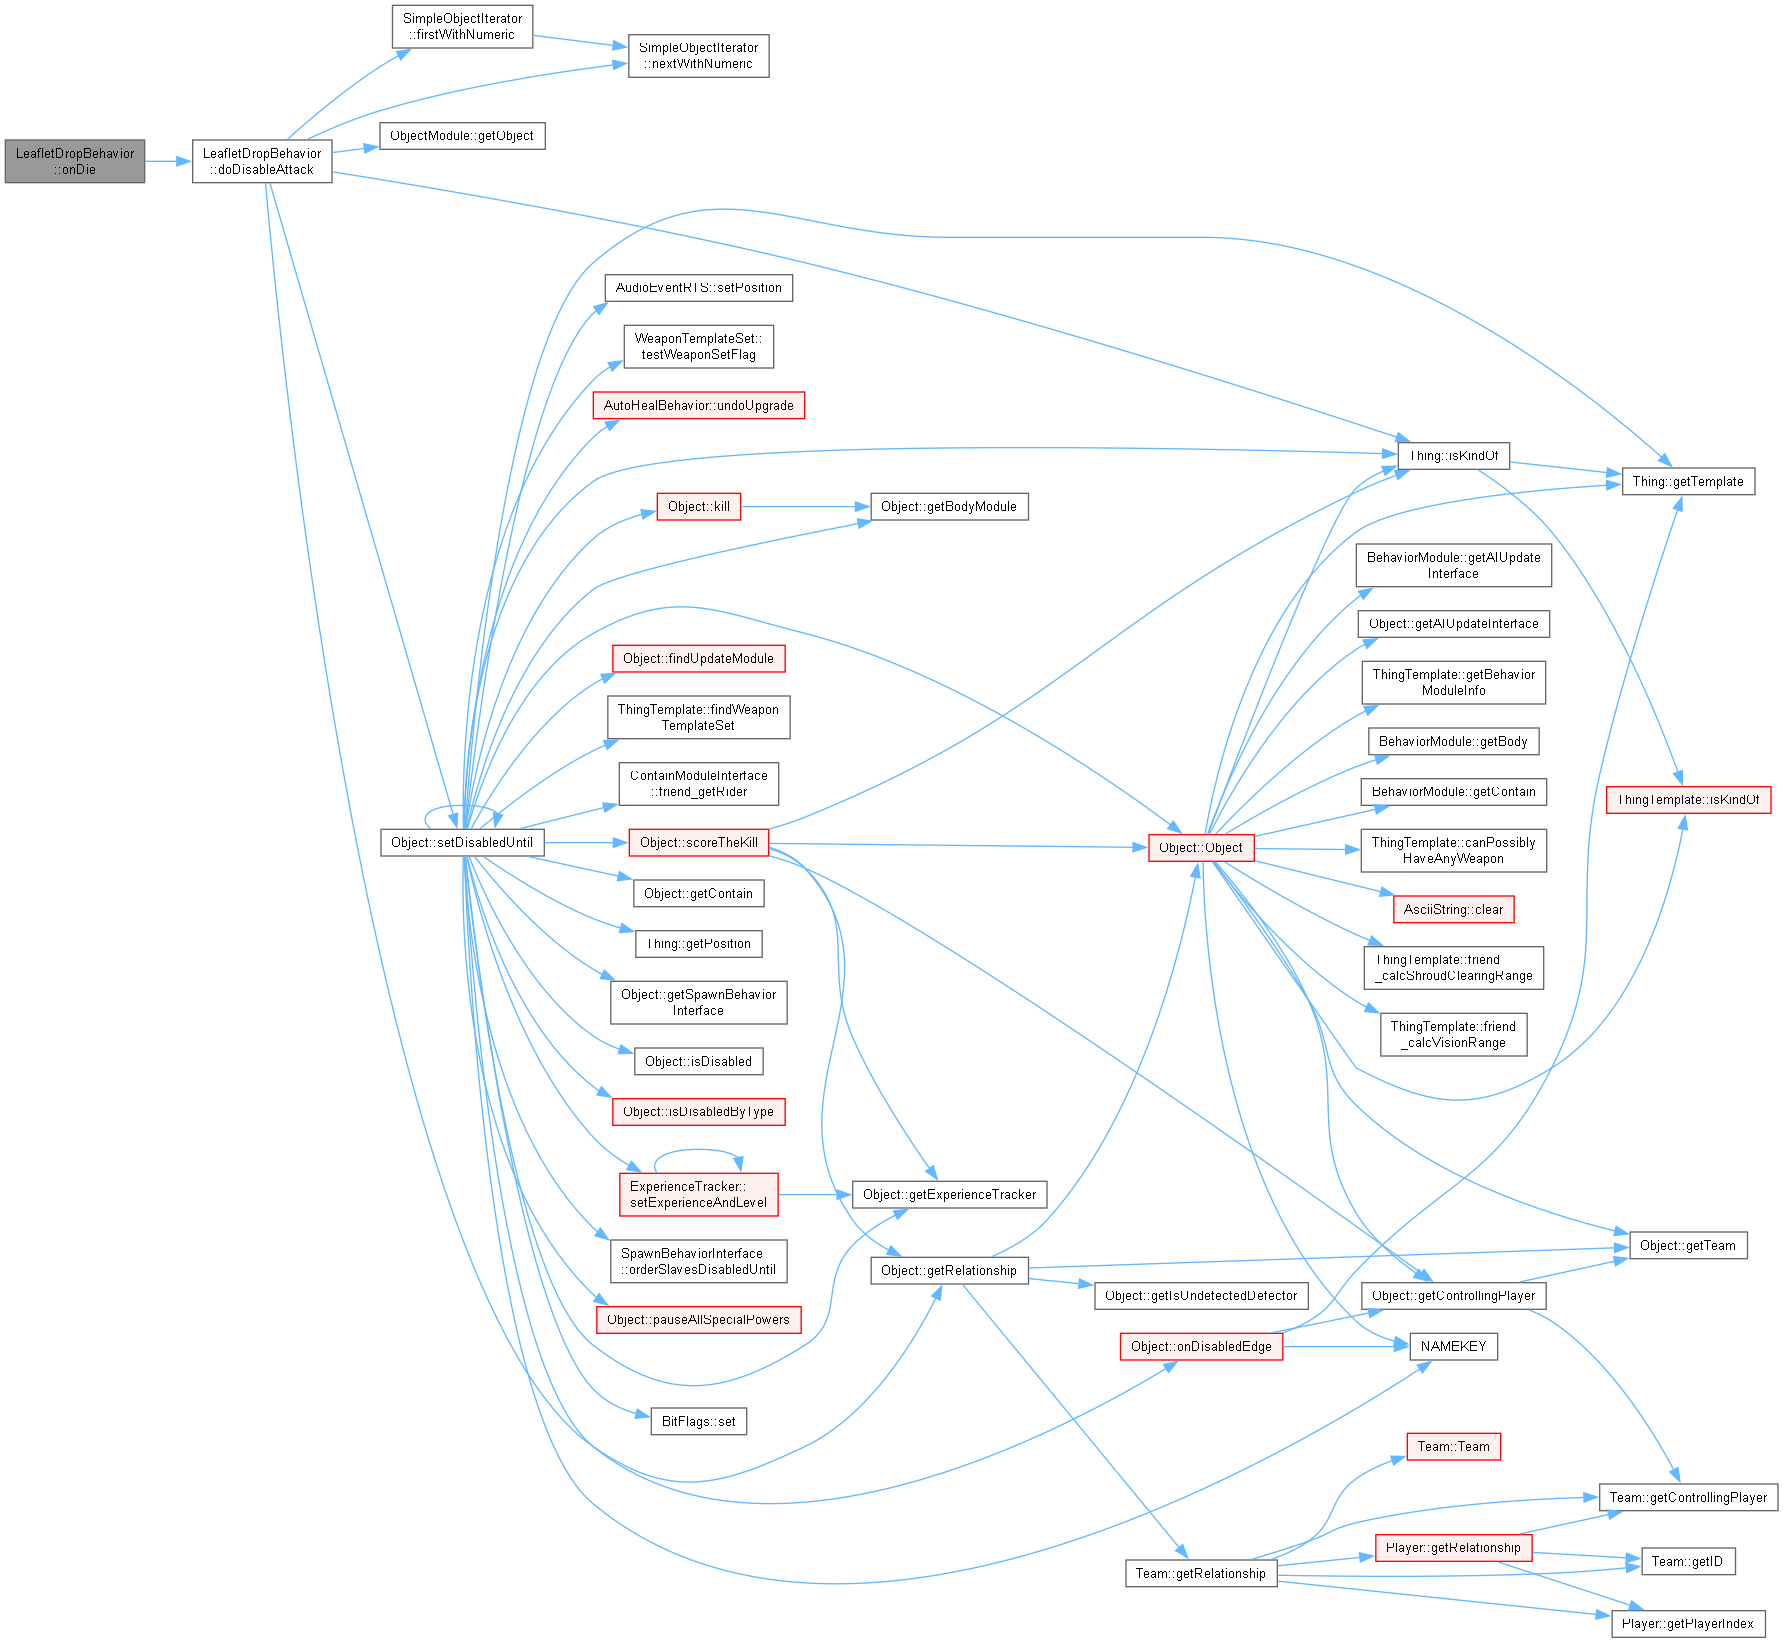 SimpleObjectIterator
::firstWithNumeric
SimpleObjectIterator
::nextWithNumeric
ObjectModule::getObject
LeafletDropBehavior
::onDie
LeafletDropBehavior
::doDisableAttack
AudioEventRTS::setPosition
WeaponTemplateSet::
testWeaponSetFlag
AutoHealBehavior::undoUpgrade
Thing::isKindOf
Thing::getTemplate
Object::kill
Object::getBodyModule
BehaviorModule::getAIUpdate
Interface
Object::getAIUpdateInterface
Object::findUpdateModule
ThingTemplate::getBehavior
ModuleInfo
ThingTemplate::findWeapon
TemplateSet
BehaviorModule::getBody
ContainModuleInterface
::friend_getRider
BehaviorModule::getContain
ThingTemplate::isKindOf
Object::setDisabledUntil
Object::scoreTheKill
Object::Object
ThingTemplate::canPossibly
HaveAnyWeapon
Object::getContain
AsciiString::clear
Thing::getPosition
ThingTemplate::friend
_calcShroudClearingRange
Object::getSpawnBehavior
Interface
ThingTemplate::friend
_calcVisionRange
Object::isDisabled
Object::isDisabledByType
ExperienceTracker::
setExperienceAndLevel
Object::getExperienceTracker
SpawnBehaviorInterface
::orderSlavesDisabledUntil
Object::getRelationship
Object::getTeam
Object::getIsUndetectedDefector
Object::getControllingPlayer
Object::pauseAllSpecialPowers
Object::onDisabledEdge
NAMEKEY
BitFlags::set
Team::Team
Team::getControllingPlayer
Player::getRelationship
Team::getID
Team::getRelationship
Player::getPlayerIndex